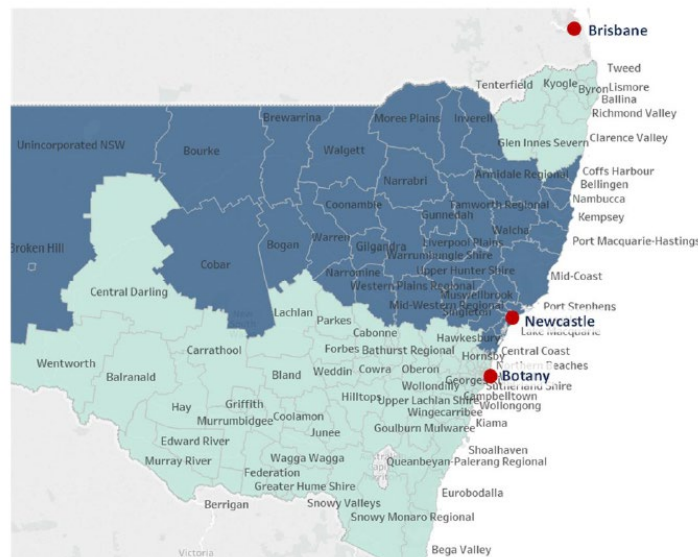 Brisbane
Tweed
Tenterfield
Kyogle
Byron
Lismore
Ballina
Richmond Valley
Brewarrina
Moree Plains
Inverell
Unincorporated NSW
Bourke
Walgett
Glen Innes Severn
Clarence Valley
Coffs Harbour
Bellingen
Narrabri
Armidale Regional
Nambucca
Coonamble
Tamworth Regional
Gunnedah
Kempsey
Walcha
Port Macquarie-Hastings
Broken Hill
Cobar
Bogan
Warren
Gilgandra
Liverpool Plains
Warrumbungle Shire
Narromine
Upper Hunter Shire
Mid-Coast
Western Plains Regional
Central Darling
Muswellbrook
Mid-Western Regional
Singleton
Port Stephens
Lachlan
Parkes
Newcastle
Lake Macquarie
Cabonne
Hawkesbury
Wentworth
Carrathool
Forbes
Bathurst Regional
Hornsby
Central Coast
Northern Beaches
Balranald
Bland
Weddin
Cowra
Oberon
Botany
Wollondilly
Sutherland Shire
Hay
Griffith
Hilltops
Upper Lachlan Shire
Campbelltown
Wollongong
Murrumbidgee
Coolamon
Wingecarribee
Junee
Goulburn Mulwaree
Kiama
Edward River
Shoalhaven
Murray River
Wagga Wagga
Queanbeyan-Palerang Regional
Federation
Greater Hume Shire
Eurobodalla
Berrigan
Snowy Valleys
Snowy Monaro Regional
Victoria
Bega Valley